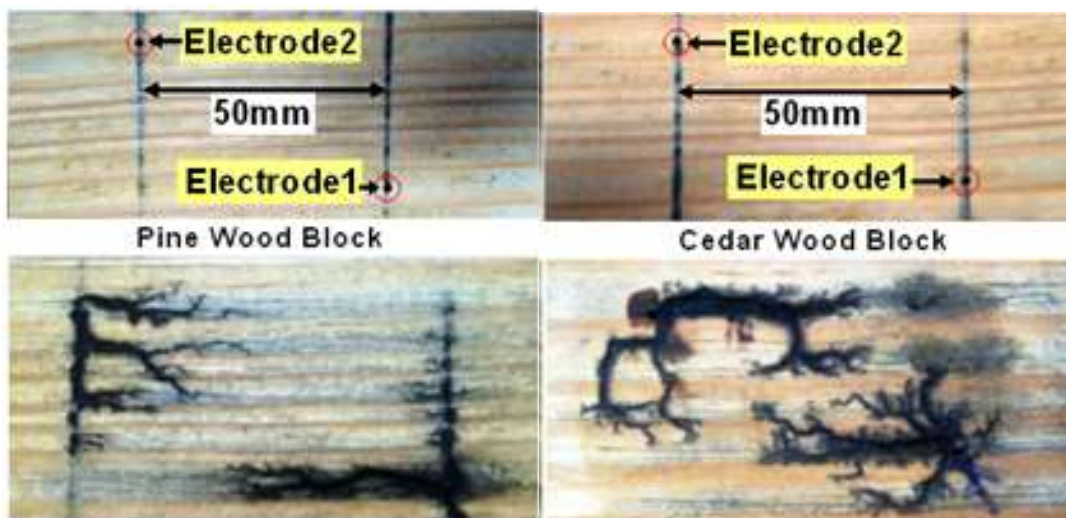 Electrode2
50mm
Electrode1
Pine Wood Block
Electrode2
50mm
Electrode1
Cedar Wood Block